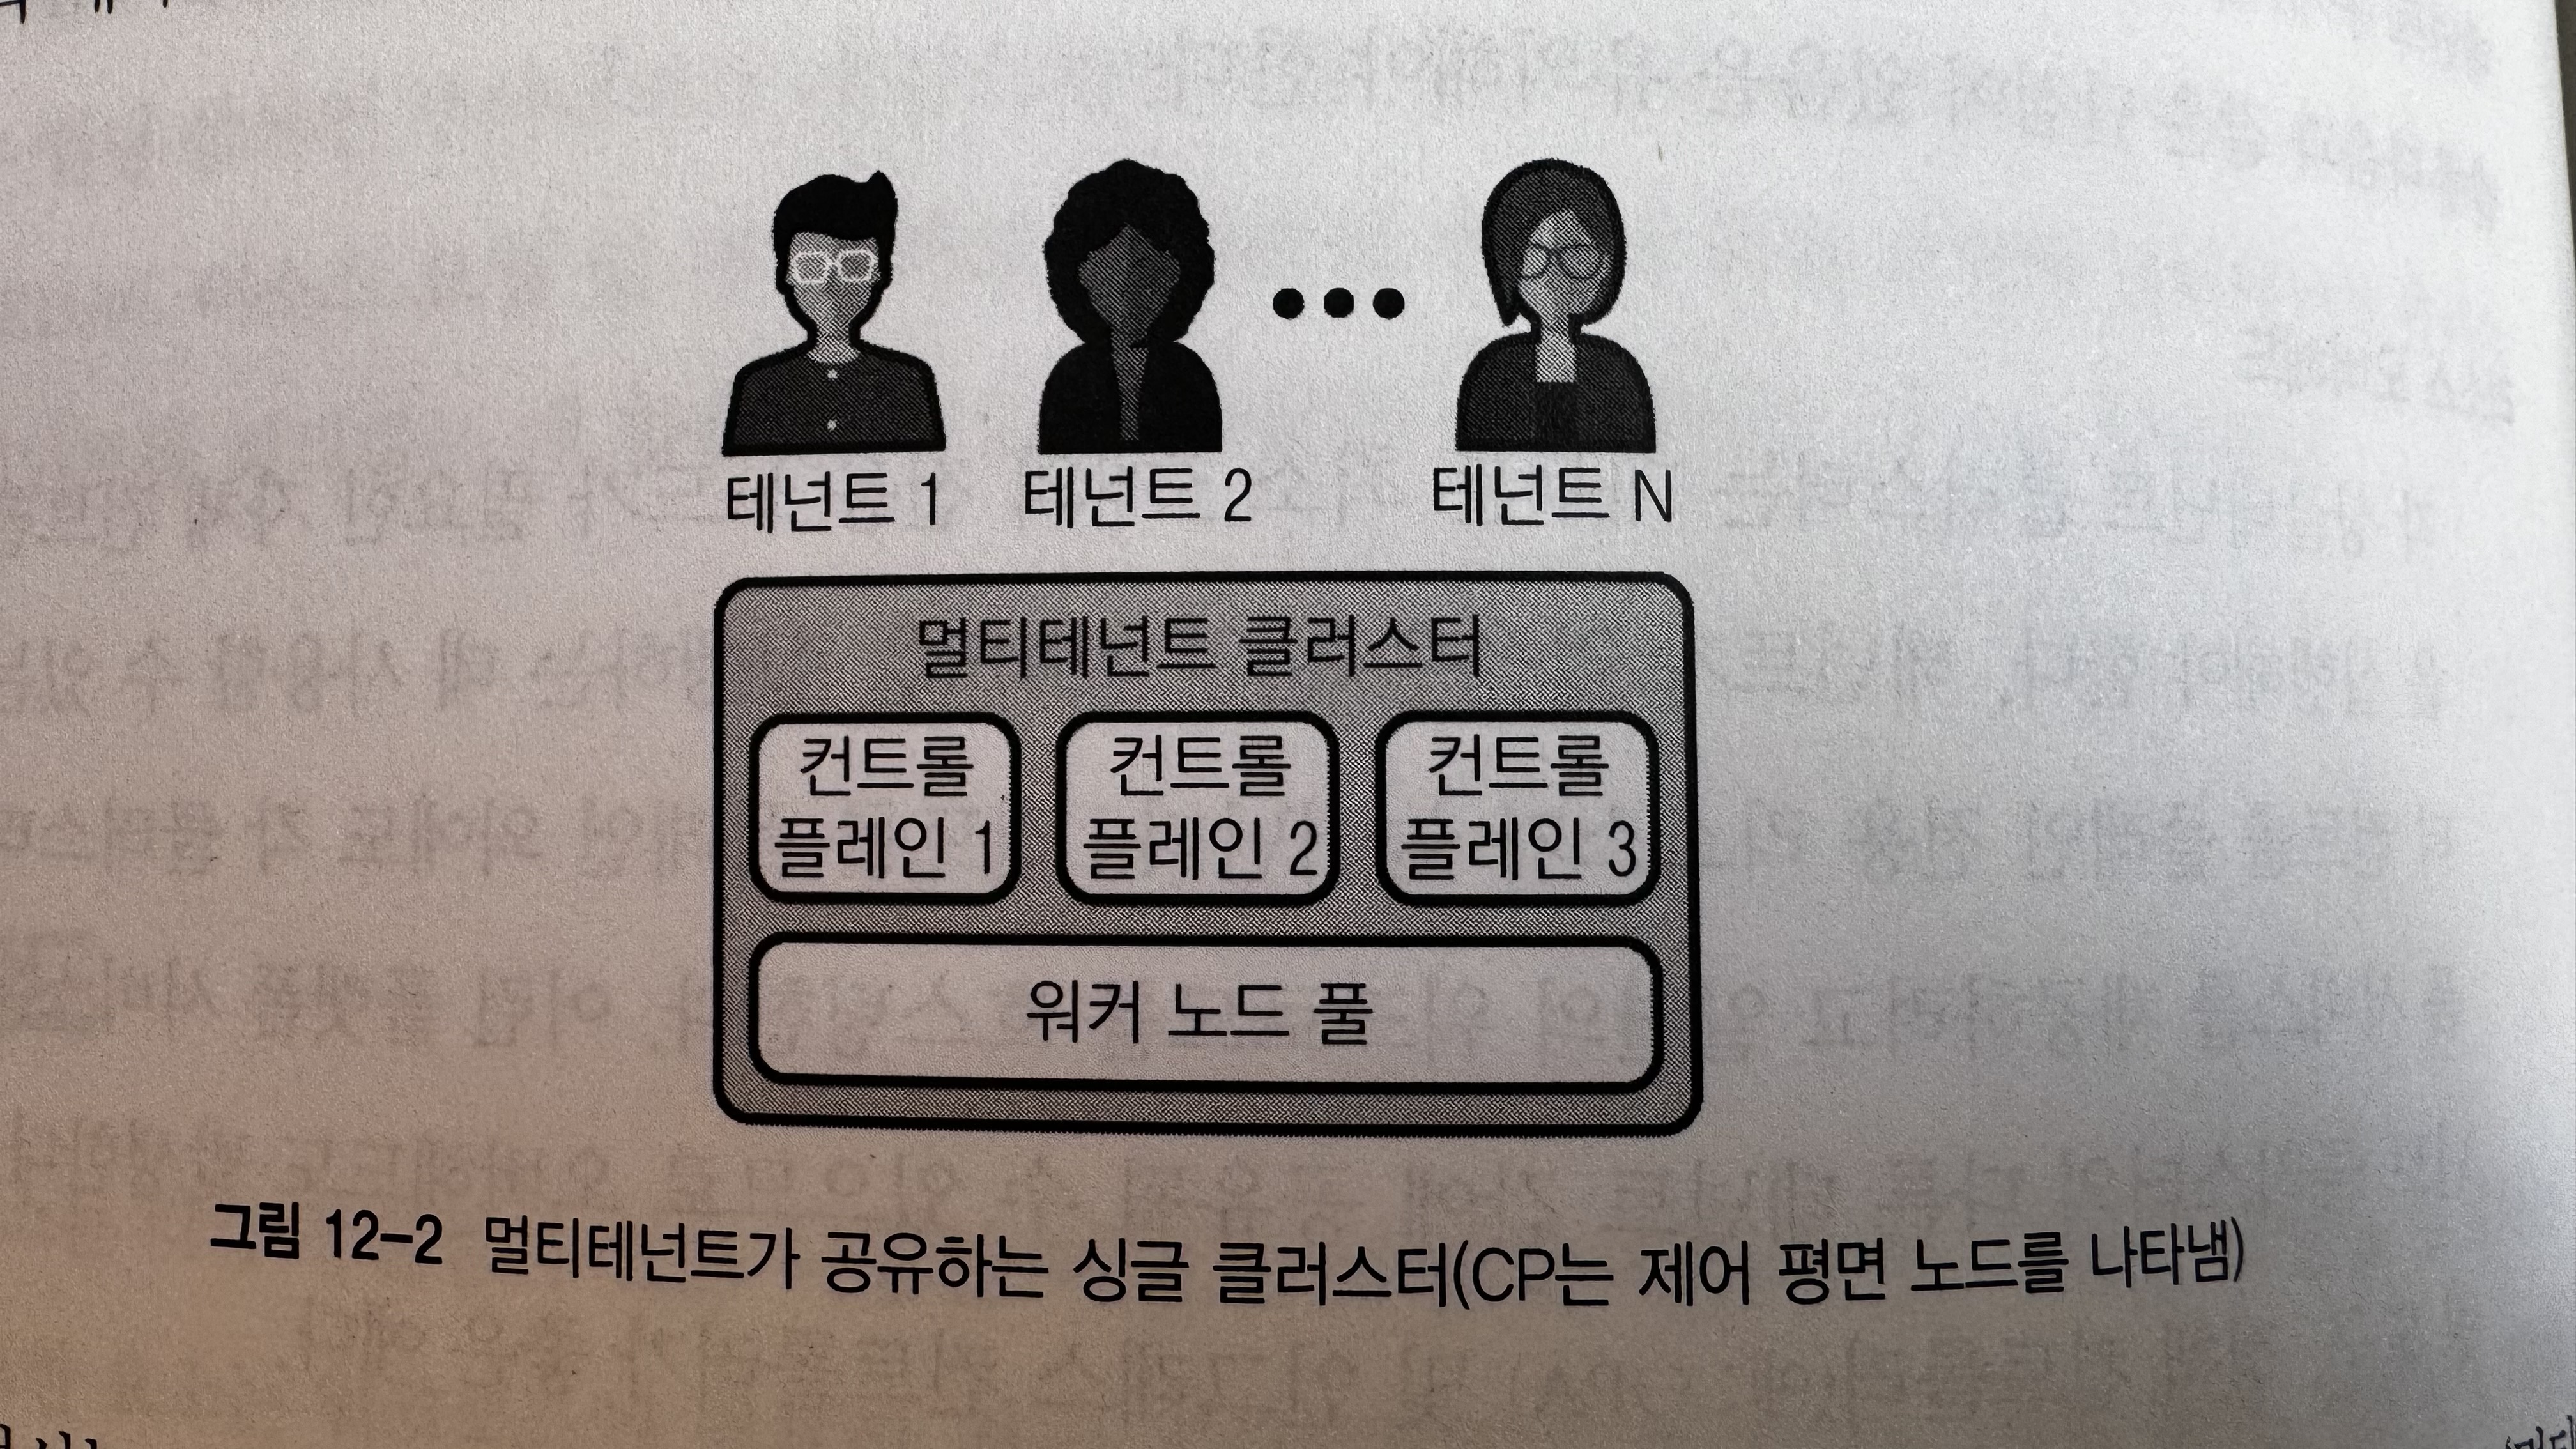 테넌트 1 테넌트 2 테넌트 N
멀티테넌트 클러스터
컨트롤 컨트롤 컨트롤
플레인 1 플레인 2 플레인 3
워커 노드 풀
그림 12-2 멀티테넌트가 공유하는 싱글 클러스터(CP는 제어 평면 노드를 나타냄)